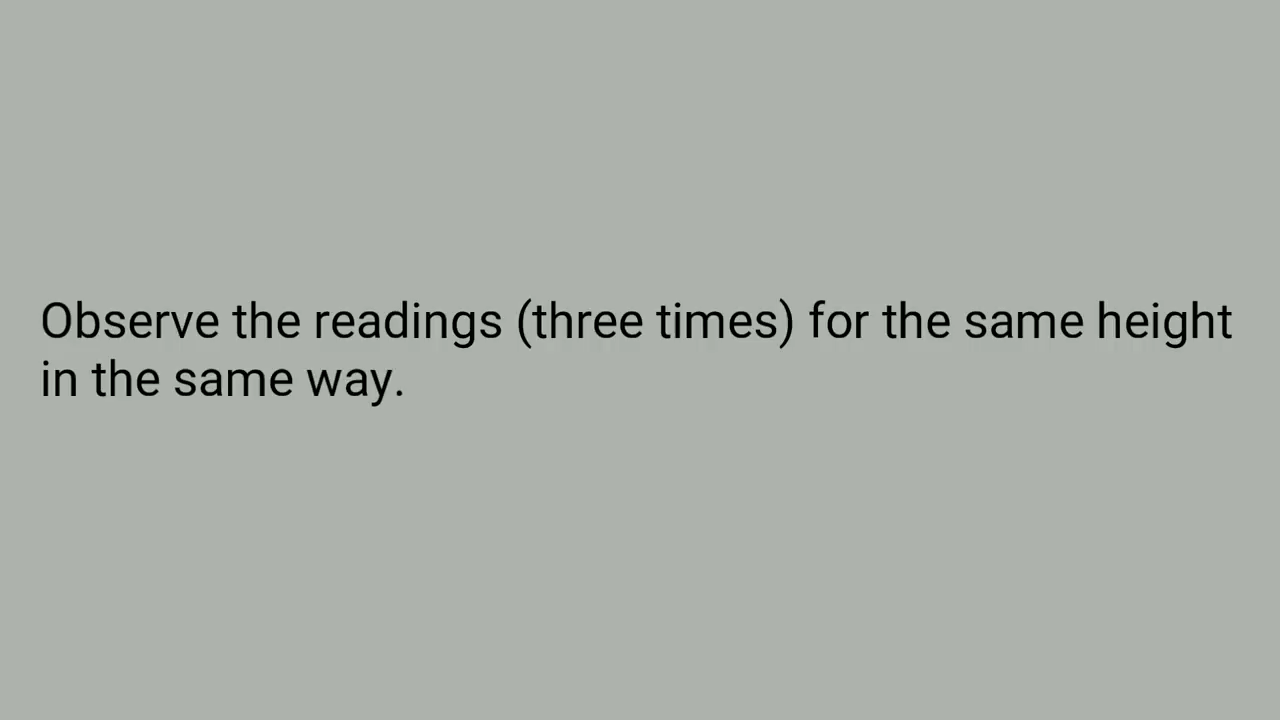 Observe the readings (three times) for the same height
in the same way.